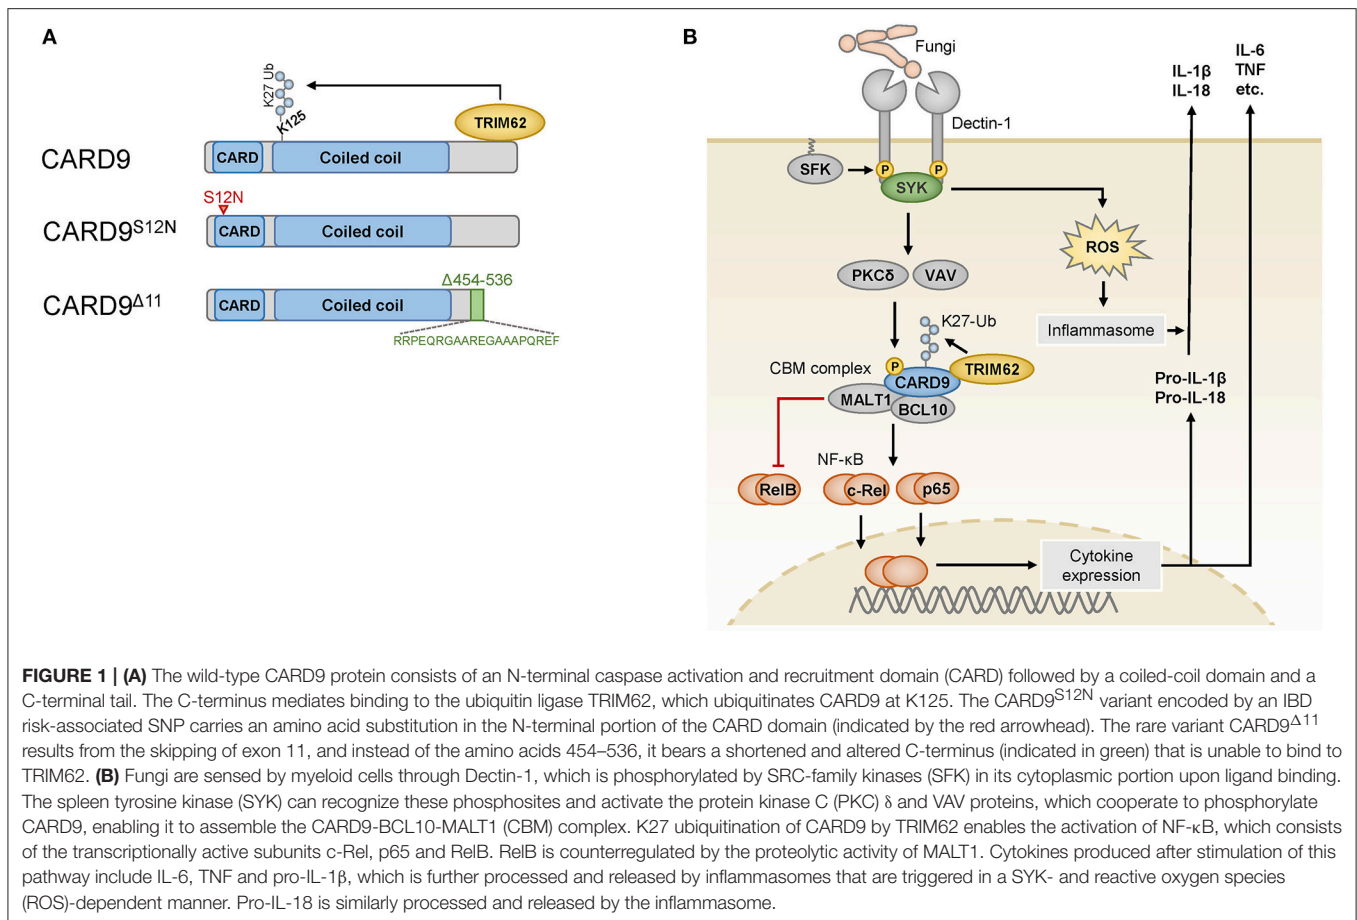 (A)
K27 Ub
K125
TRIM62
CARD9
CARD
Coiled coil
S12N
CARD9S12N
CARD
Coiled coil
Δ454-536
CARD9Δ11
CARD
Coiled coil
RRPEQRGAAREGAAAPQREF
(B)
Fungi
IL-1β
IL-18
IL-6
TNF
etc.
Dectin-1
SFK
P
P
SYK
ROS
PKCδ
VAV
Inflammasome
K27-Ub
CBM complex
P
CARD9
TRIM62
MALT1
BCL10
Pro-IL-1β
Pro-IL-18
NF-κB
RelB
c-Rel
p65
Cytokine
expression
FIGURE 1 | (A) The wild-type CARD9 protein consists of an N-terminal caspase activation and recruitment domain (CARD) followed by a coiled-coil domain and a
C-terminal tail. The C-terminus mediates binding to the ubiquitin ligase TRIM62, which ubiquitinates CARD9 at K125. The CARD9S12N variant encoded by an IBD
risk-associated SNP carries an amino acid substitution in the N-terminal portion of the CARD domain (indicated by the red arrowhead). The rare variant CARD9Δ11
results from the skipping of exon 11, and instead of the amino acids 454–536, it bears a shortened and altered C-terminus (indicated in green) that is unable to bind to
TRIM62. (B) Fungi are sensed by myeloid cells through Dectin-1, which is phosphorylated by SRC-family kinases (SFK) in its cytoplasmic portion upon ligand binding.
The spleen tyrosine kinase (SYK) can recognize these phosphosites and activate the protein kinase C (PKC) δ and VAV proteins, which cooperate to phosphorylate
CARD9, enabling it to assemble the CARD9-BCL10-MALT1 (CBM) complex. K27 ubiquitination of CARD9 by TRIM62 enables the activation of NF-κB, which consists
of the transcriptionally active subunits c-Rel, p65 and RelB. RelB is counterregulated by the proteolytic activity of MALT1. Cytokines produced after stimulation of this
pathway include IL-6, TNF and pro-IL-1β, which is further processed and released by inflammasomes that are triggered in a SYK- and reactive oxygen species
(ROS)-dependent manner. Pro-IL-18 is similarly processed and released by the inflammasome.